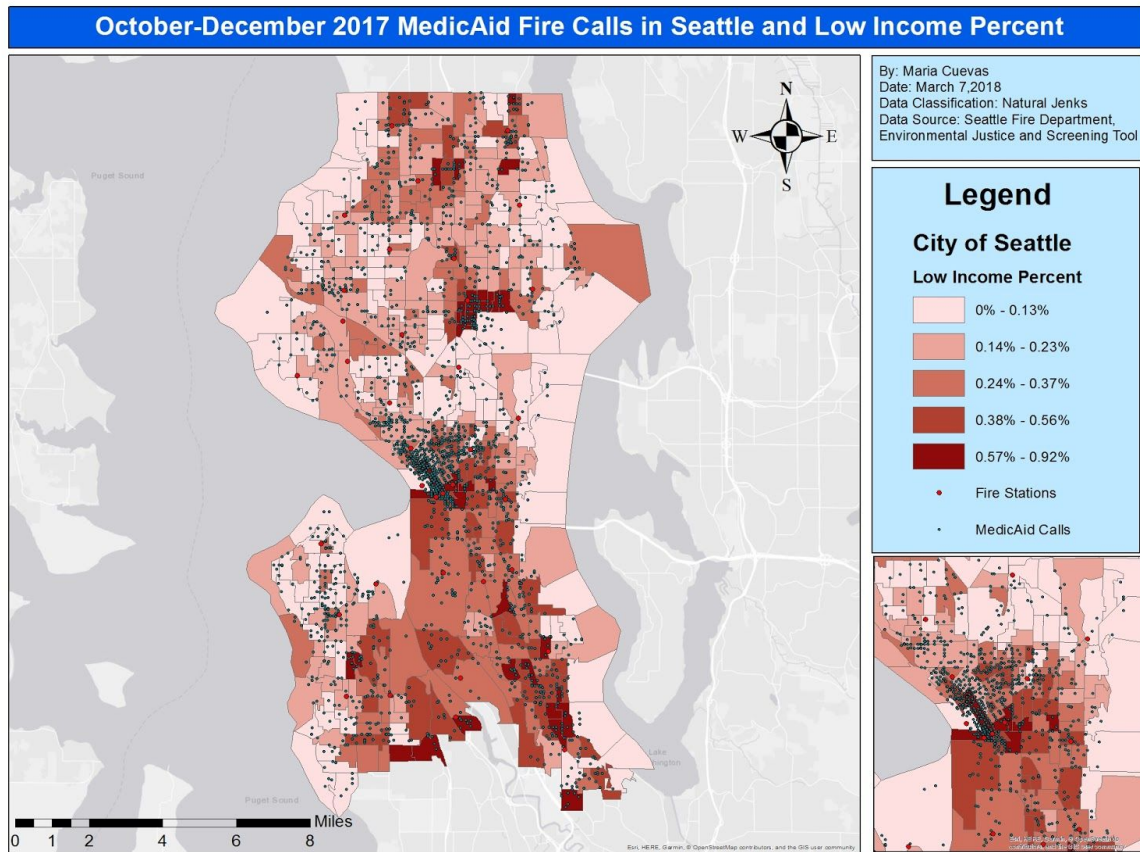 October-December 2017 MedicAid Fire Calls in Seattle and Low Income Percent
By: Maria Cuevas
Date: March 7,2018
Data Classification: Natural Jenks
Data Source: Seattle Fire Department,
Environmental Justice and Screening Tool
N
W
E
S
Puget Sound
Legend
City of Seattle
Low Income Percent
0% - 0.13%
0.14% - 0.23%
0.24% - 0.37%
0.38% - 0.56%
0.57% - 0.92%
Fire Stations
MedicAid Calls
Lake
Puget Sound
Miles
0 1 2 4 6 8
Esri, HERE, Garmin, © OpenStreetMap contributors, and the GIS user community